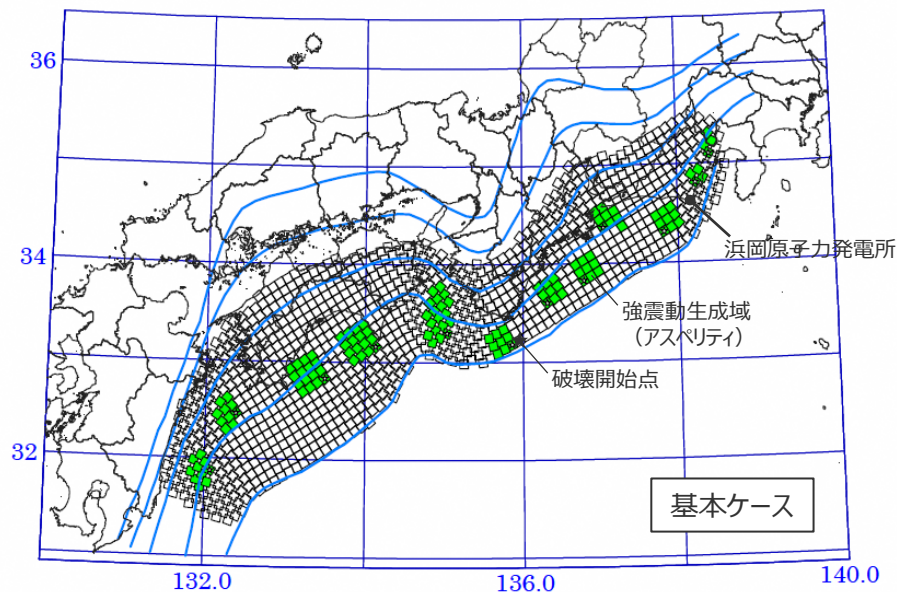 36
34
32
浜岡原子力発電所
強震動生成域
（アスペリティ）
破壊開始点
基本ケース
132.0
136.0
140.0